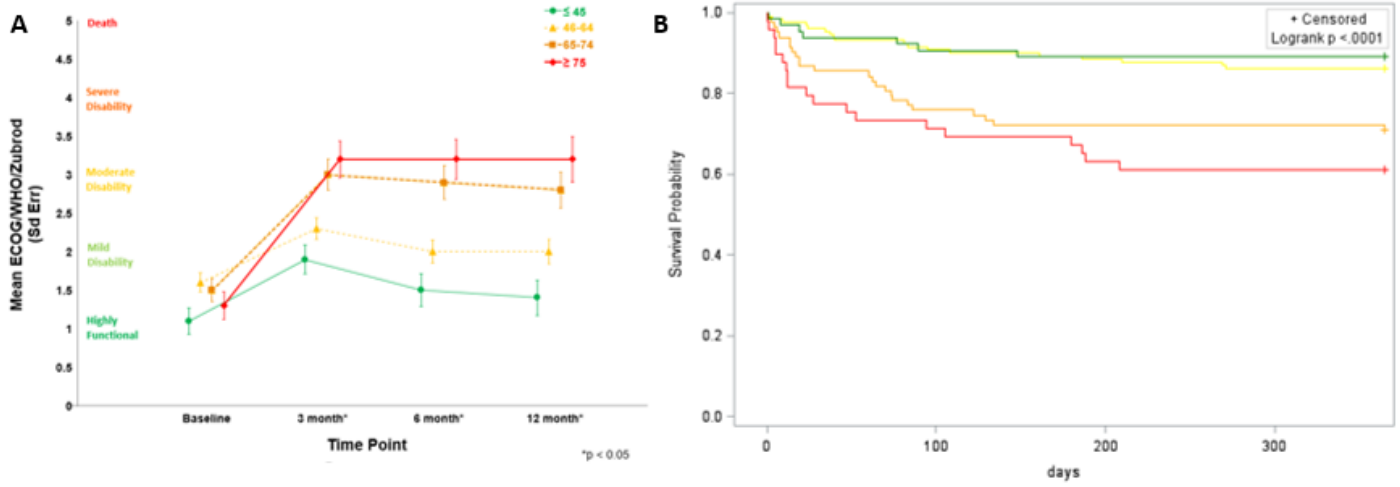 A
Mean ECOG/WHO/Zubrod
(Sd Err)
5
4.5
4
3.5
3
2.5
2
1.5
1
0.5
0
Death
Severe
Disability
Moderate
Disability
Mild
Disability
Highly
Functional
≤ 45
46-64
65-74
≥ 75
Baseline
3 month*
6 month*
12 month*
Time Point
*p < 0.05
B
Survival Probability
1.0
0.8
0.6
0.4
0.2
0.0
+ Censored
Logrank p <.0001
0
100
200
300
days